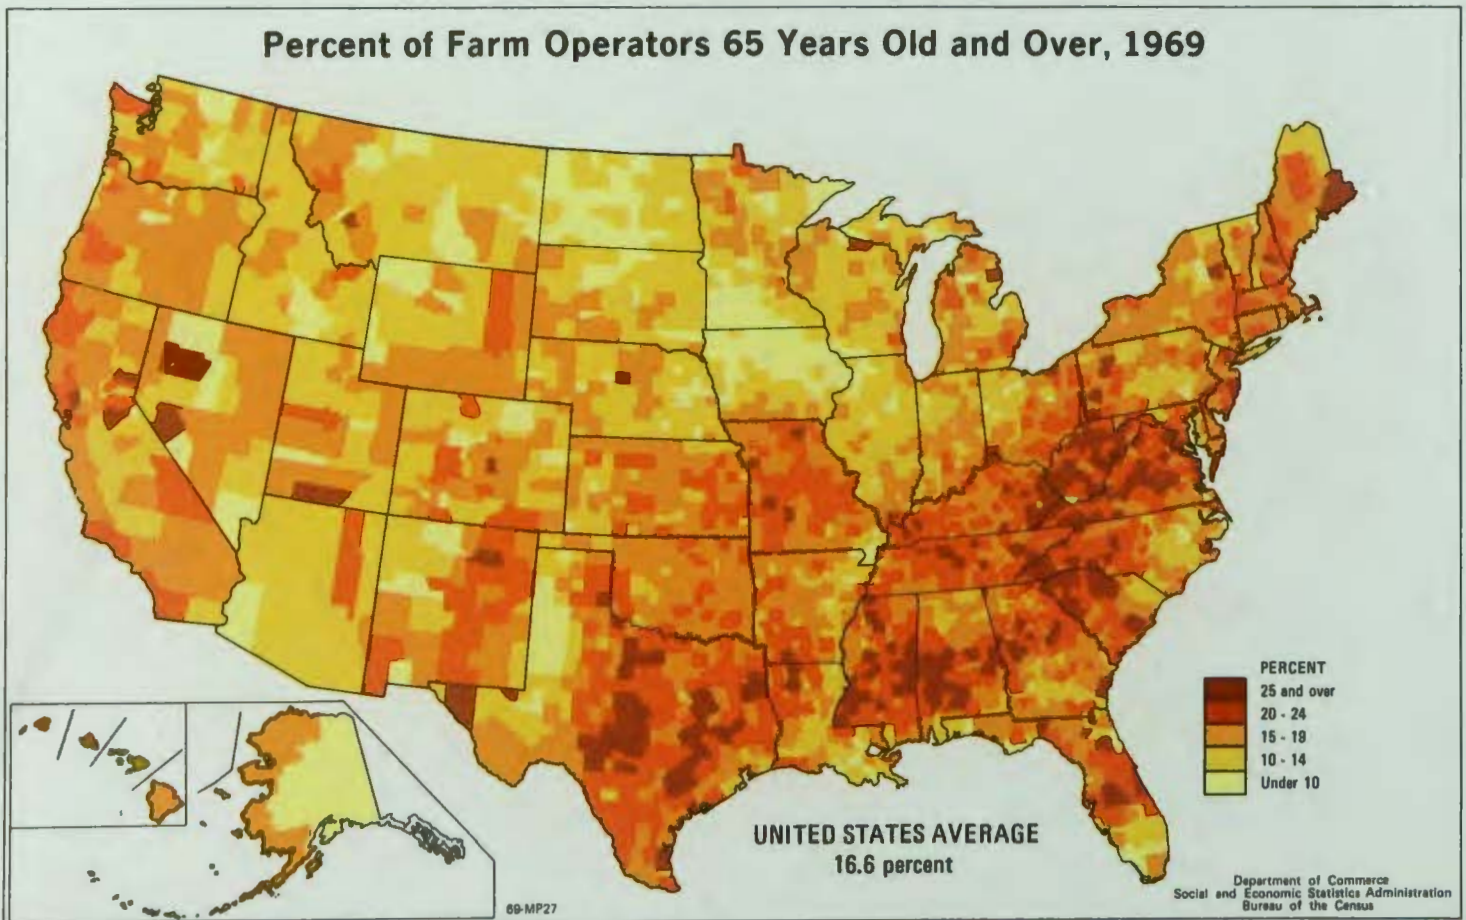 Percent of Farm Operators 65 Years Old and Over, 1969
PERCENT
25 and over
20 - 24
15 - 19
10 - 14
Under 10
UNITED STATES AVERAGE
16.6 percent
69-MP27
Department of Commerce
Social and Economic Statistics Administration
Bureau of the Census